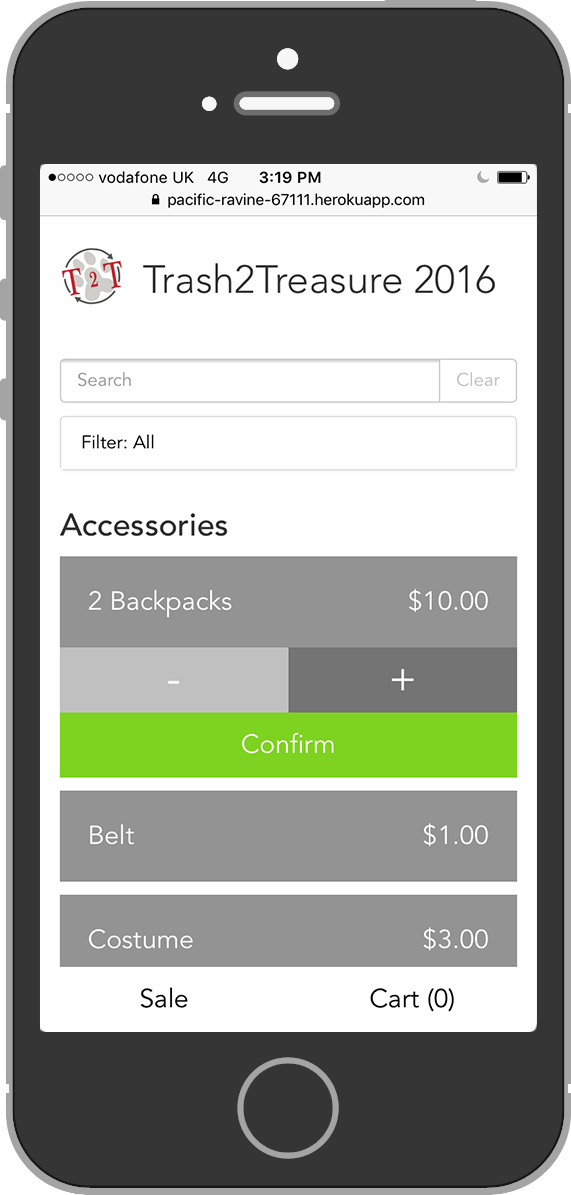 vodafone UK 4G 3:19 PM
pacific-ravine-67111.herokuapp.com
T2T
Trash2Treasure 2016
Search Clear
Filter: All
Accessories
2 Backpacks $10.00
- +
Confirm
Belt $1.00
Costume $3.00
Sale Cart (0)